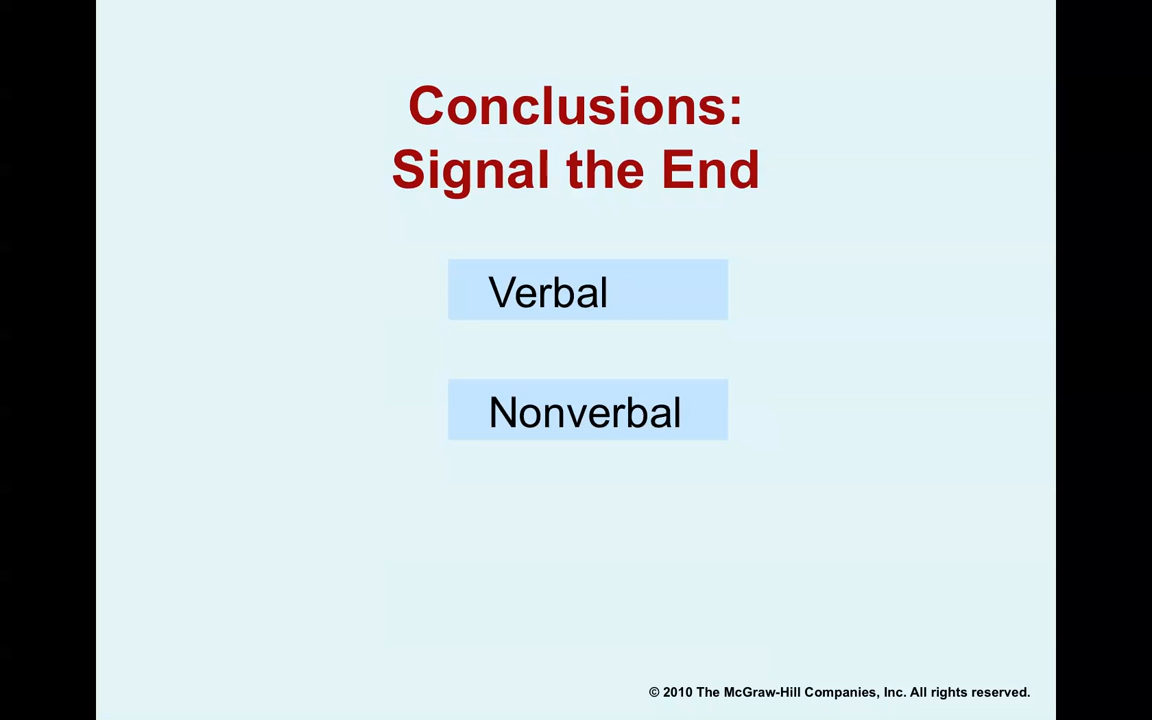 Conclusions:
Signal the End
Verbal
Nonverbal
© 2010 The McGraw-Hill Companies, Inc. All rights reserved.